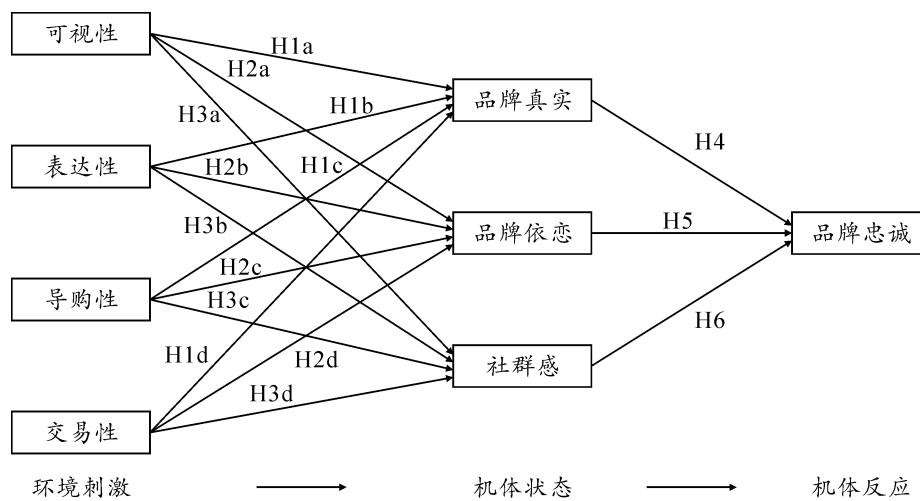 可视性
H1a
H2a
H3a
品牌真实
H1b
H4
表达性
H2b
H1c
H3b
品牌依恋
H5
品牌忠诚
H2c
导购性
H3c
H6
H1d
H2d
社群感
H3d
交易性
环境刺激
机体状态
机体反应